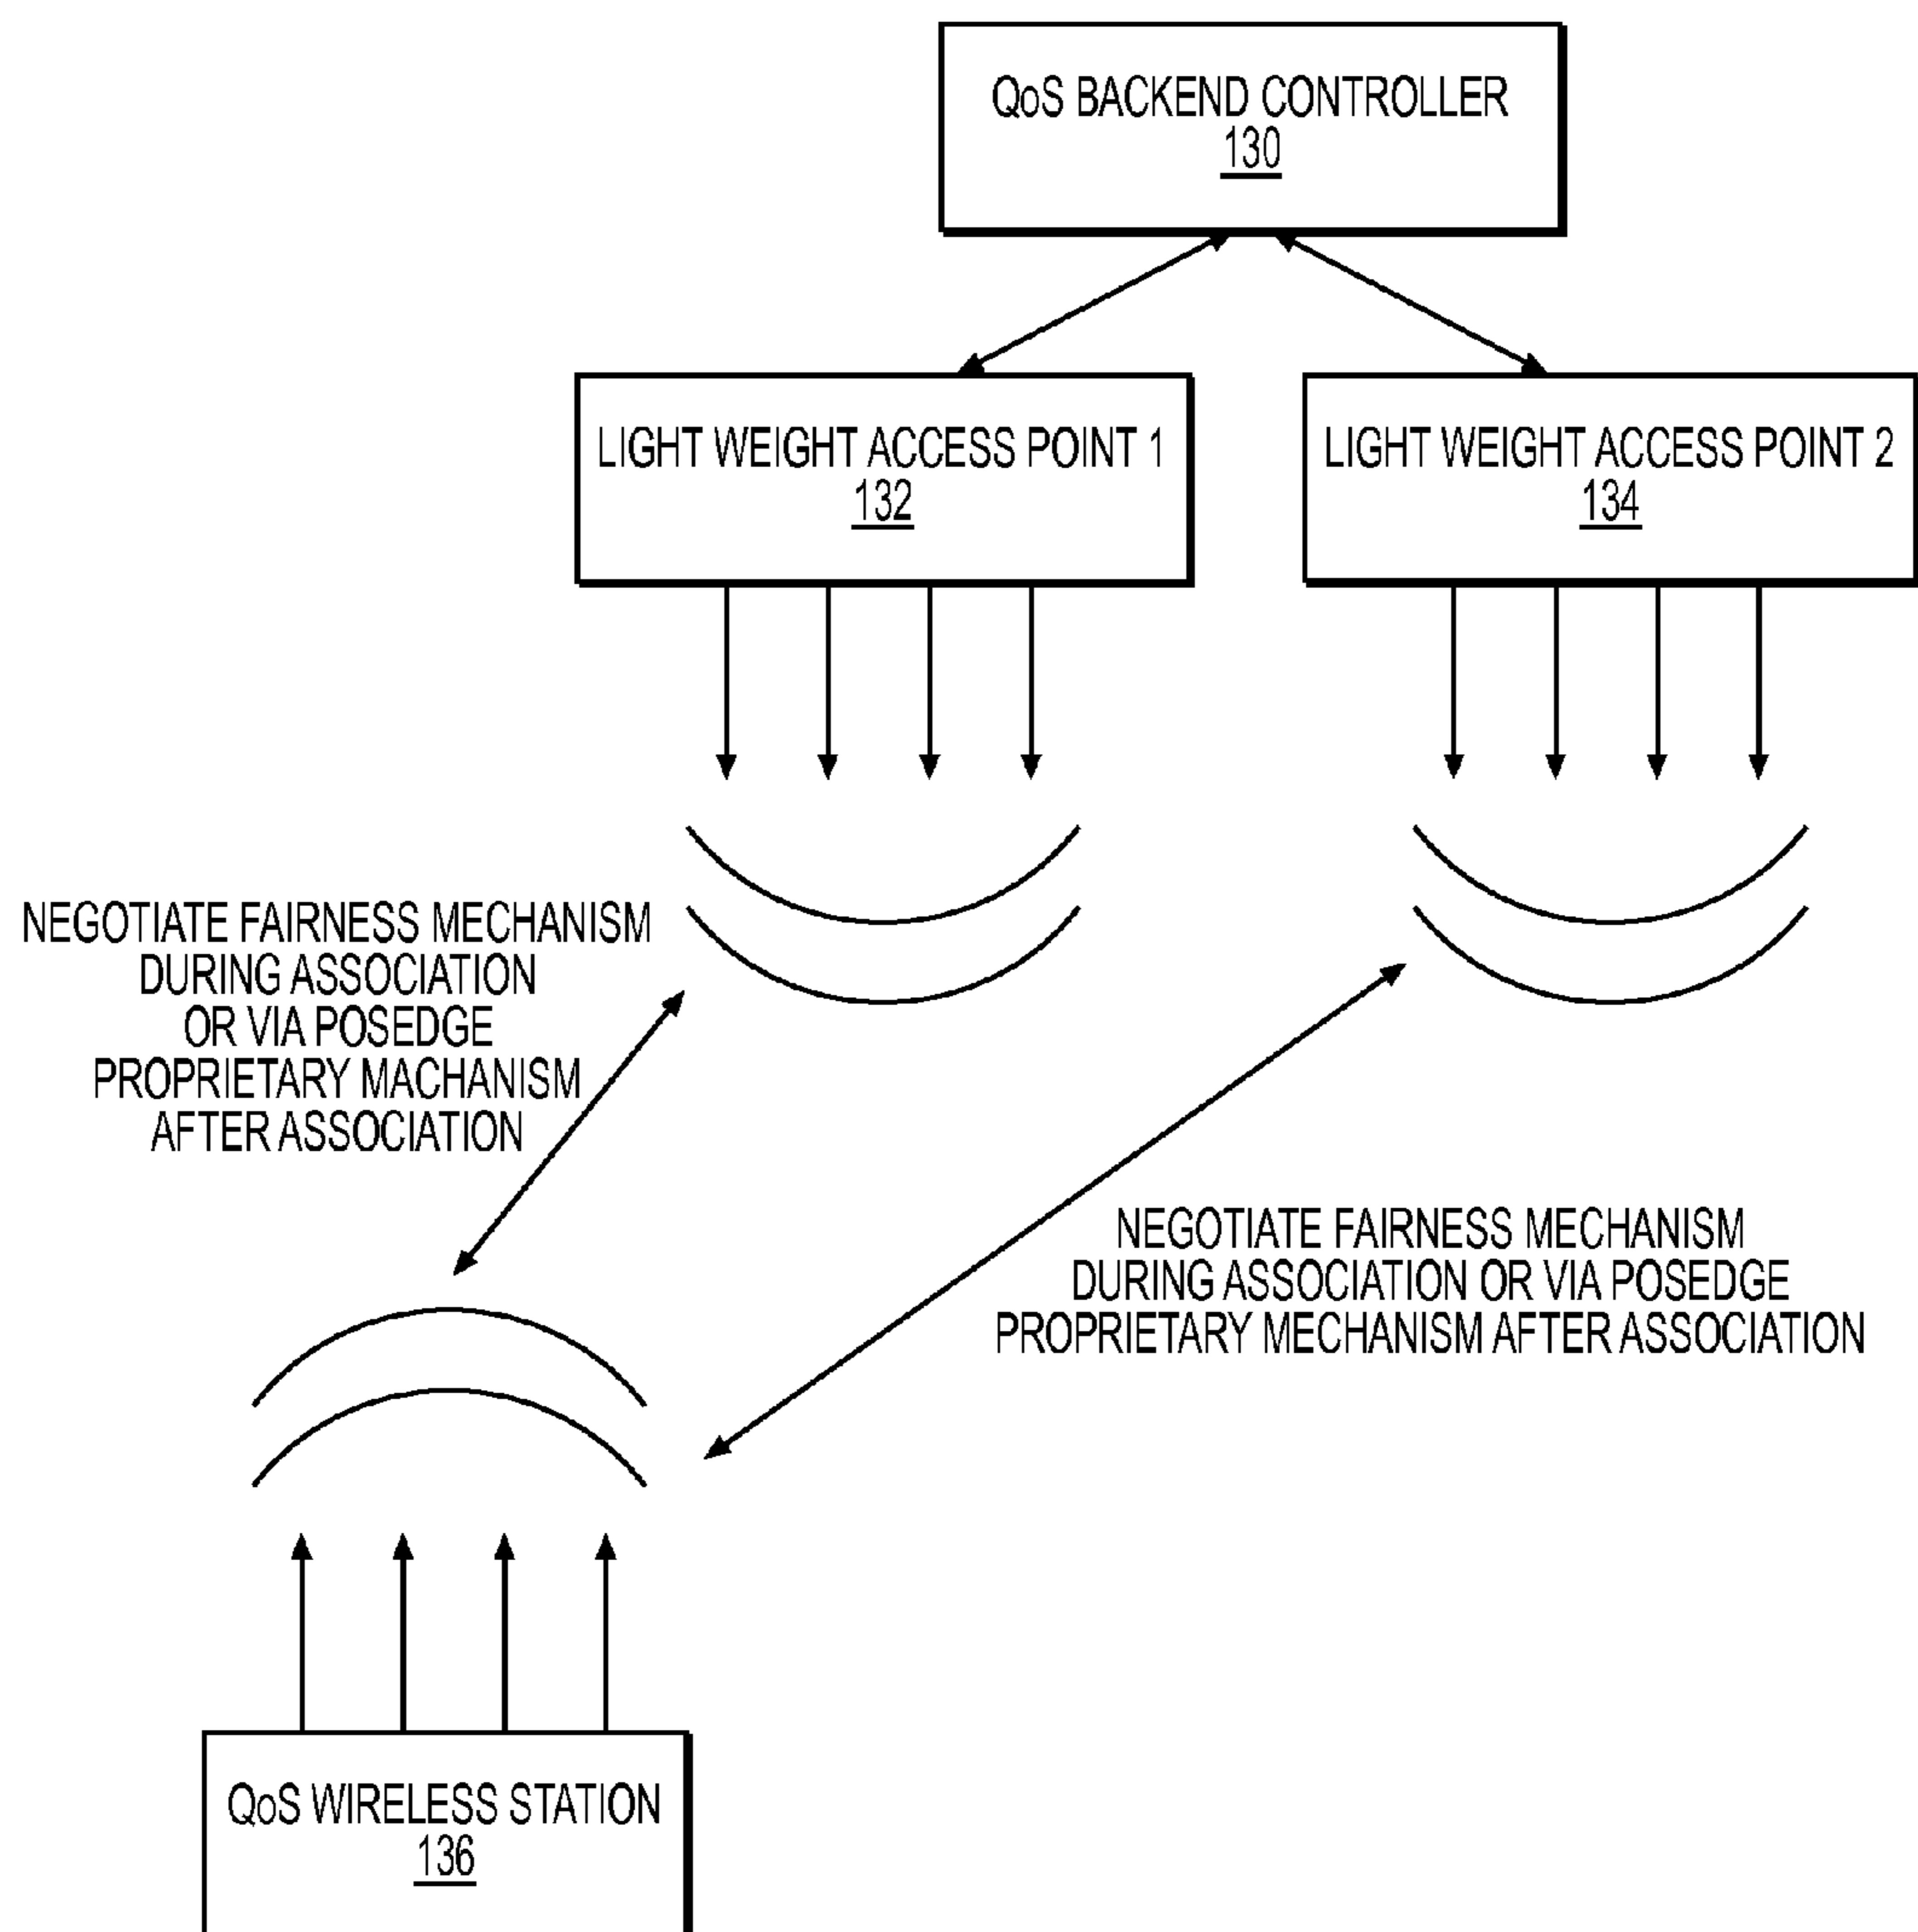 QoS BACKEND CONTROLLER
130
LIGHT WEIGHT ACCESS POINT 1
132
LIGHT WEIGHT ACCESS POINT 2
134
NEGOTIATE FAIRNESS MECHANISM
DURING ASSOCIATION
OR VIA POSEDGE
PROPRIETARY MACHANISM
AFTER ASSOCIATION
NEGOTIATE FAIRNESS MECHANISM
DURING ASSOCIATION OR VIA POSEDGE
PROPRIETARY MECHANISM AFTER ASSOCIATION
QoS WIRELESS STATION
136